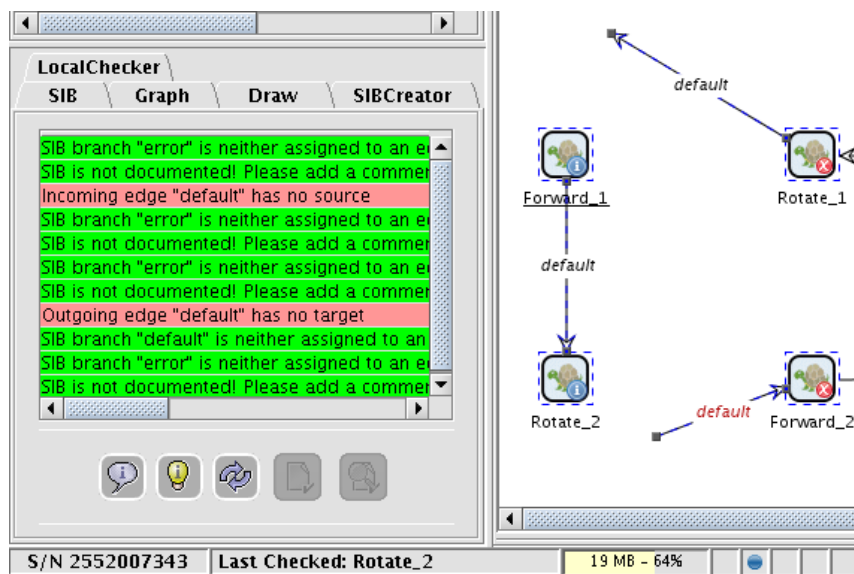 LocalChecker
SIB Graph Draw SIBCreator
SIB branch "error" is neither assigned to an
SIB is not documented! Please add a
Incoming edge "default" has no source
SIB branch "error" is neither assigned to an
SIB is not documented! Please add a
SIB branch "error" is neither assigned to an
SIB is not documented! Please add a
Outgoing edge "default" has no target
SIB branch "default" is neither assigned to an
SIB branch "error" is neither assigned to an
SIB is not documented! Please add a
default
Forward_1
Rotate_1
default
Rotate_2
default
Forward_2
S/N 2552007343 Last Checked: Rotate_2 19 MB - 64%